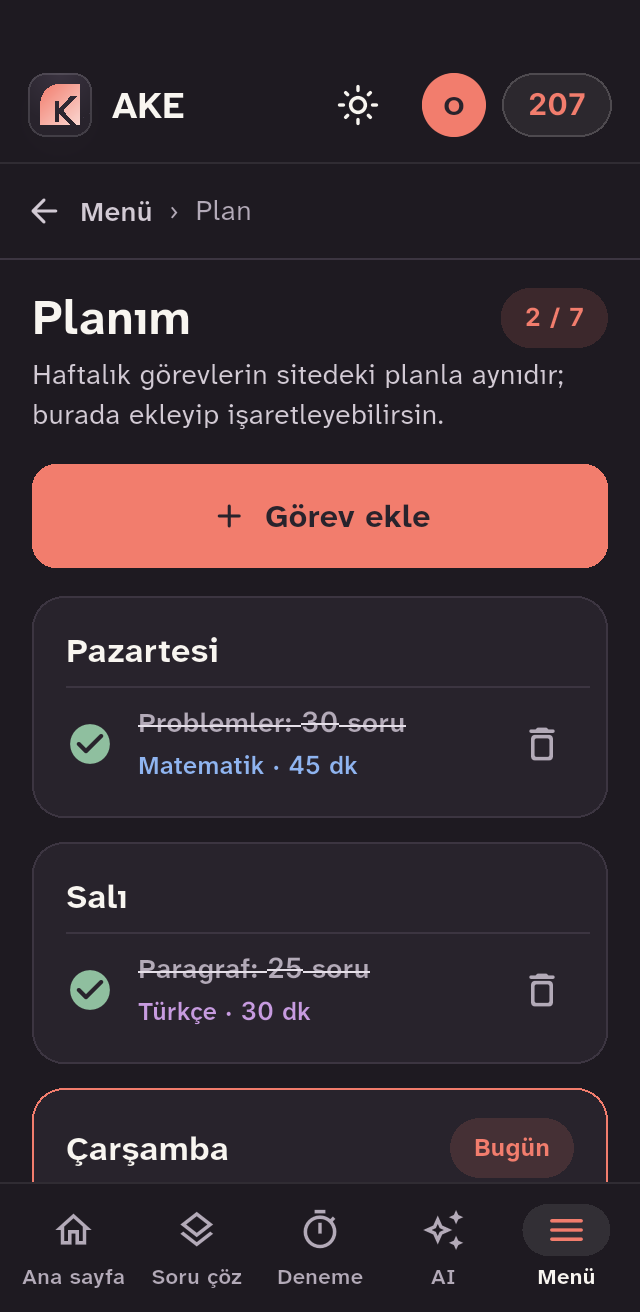 K AKE O 207
Menü › Plan
Planım 2 / 7
Haftalık görevlerin sitedeki planla aynıdır;
burada ekleyip işaretleyebilirsin.
+ Görev ekle
Pazartesi
Problemler: 30 soru
Matematik · 45 dk
Salı
Paragraf: 25 soru
Türkçe · 30 dk
Çarşamba Bugün
Ana sayfa Soru çöz Deneme AI Menü